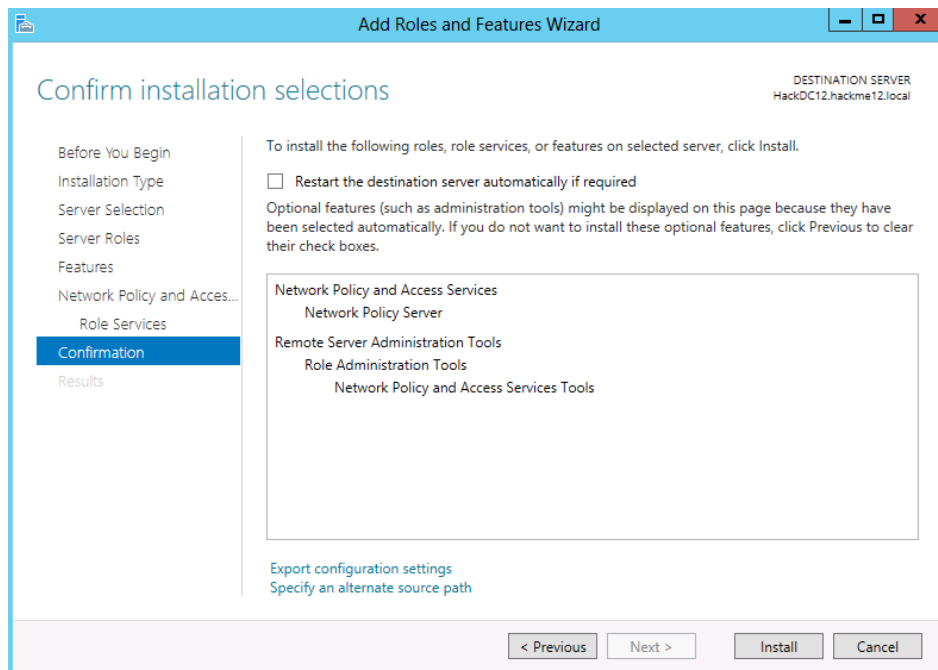 Add Roles and Features Wizard
Confirm installation selections
DESTINATION SERVER
HackDC12.hackme12.local
Before You Begin
Installation Type
Server Selection
Server Roles
Features
Network Policy and Acces...
Role Services
Confirmation
Results
To install the following roles, role services, or features on selected server, click Install.
Restart the destination server automatically if required
Optional features (such as administration tools) might be displayed on this page because they have
been selected automatically. If you do not want to install these optional features, click Previous to clear
their check boxes.
Network Policy and Access Services
Network Policy Server
Remote Server Administration Tools
Role Administration Tools
Network Policy and Access Services Tools
Export configuration settings
Specify an alternate source path
< Previous
Next >
Install
Cancel